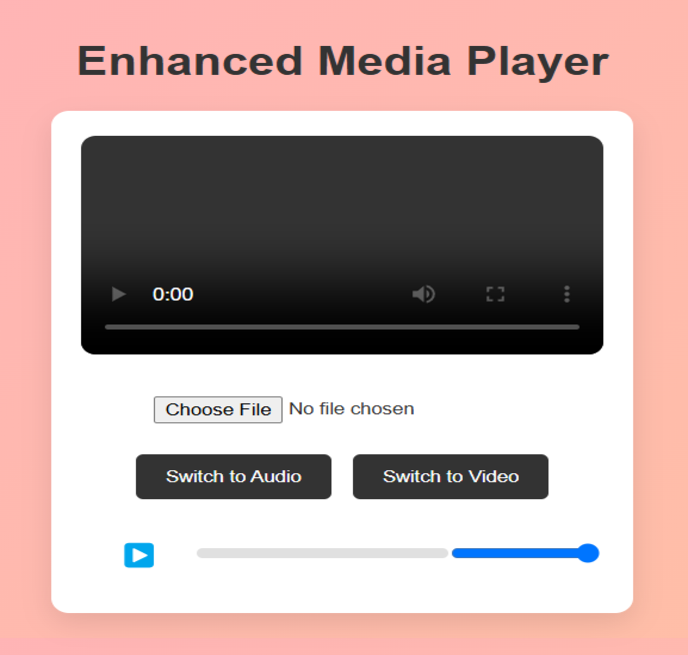 Enhanced Media Player
0:00
Choose File No file chosen
Switch to Audio Switch to Video